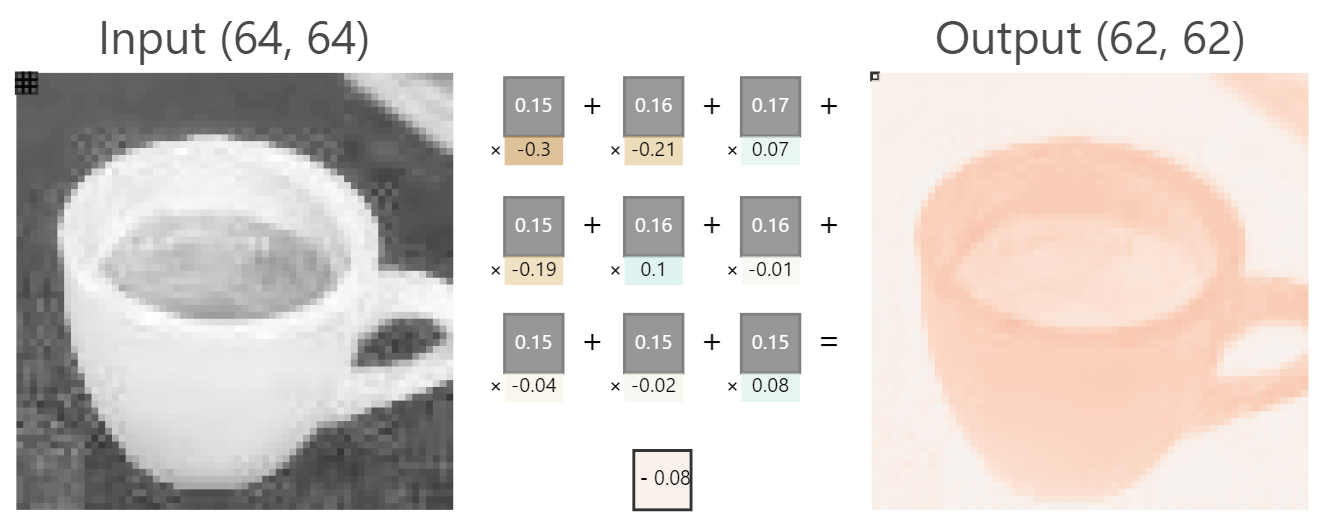 Input (64, 64) Output (62, 62)
0.15 + 0.16 + 0.17 +
× -0.3 × -0.21 × 0.07
0.15 + 0.16 + 0.16 +
× -0.19 × 0.1 × -0.01
0.15 + 0.15 + 0.15 =
× -0.04 × -0.02 × 0.08
- 0.08